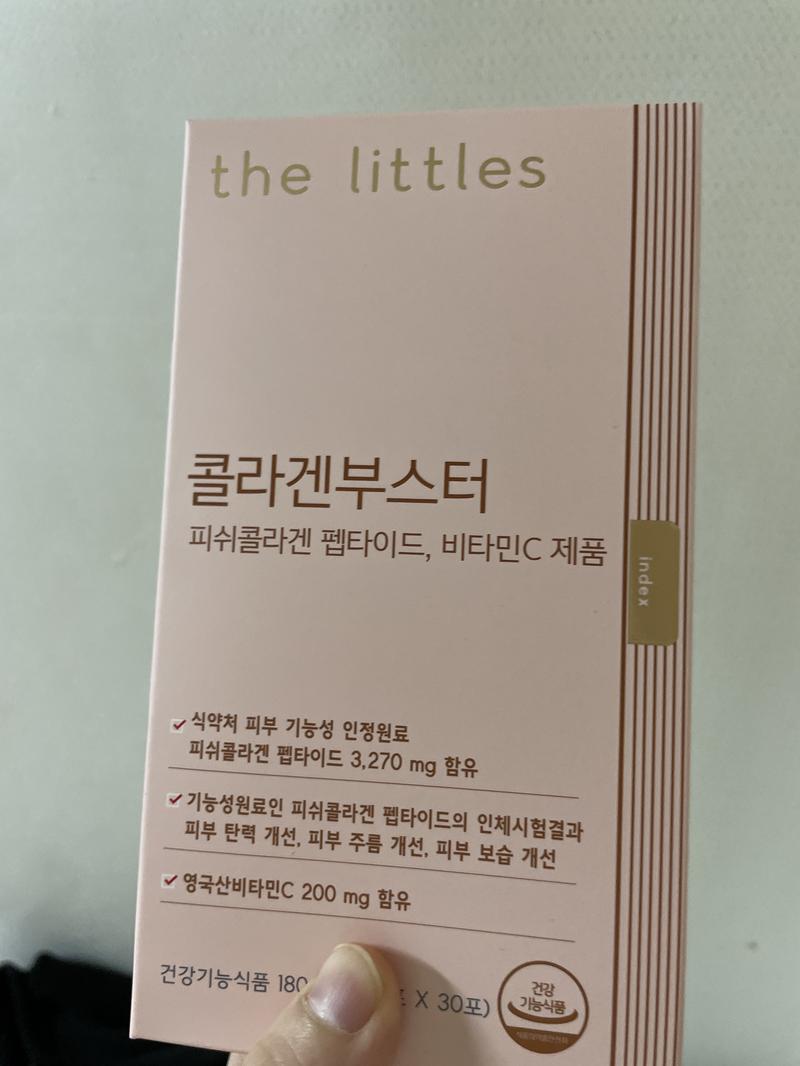 the littles
콜라겐부스터
피쉬콜라겐 펩타이드, 비타민C 제품
index
식약처 피부 기능성 인정원료
피쉬콜라겐 펩타이드 3,270 mg 함유
기능성원료인 피쉬콜라겐 펩타이드의 인체시험결과
피부 탄력 개선, 피부 주름 개선, 피부 보습 개선
영국산비타민C 200 mg 함유
건강기능식품 180 X 30포)
건강
기능식품